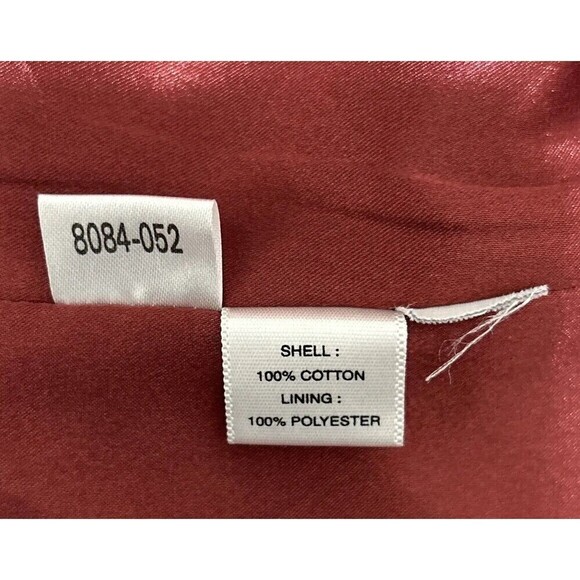 8084-052
SHELL :
100% COTTON
LINING :
100% POLYESTER